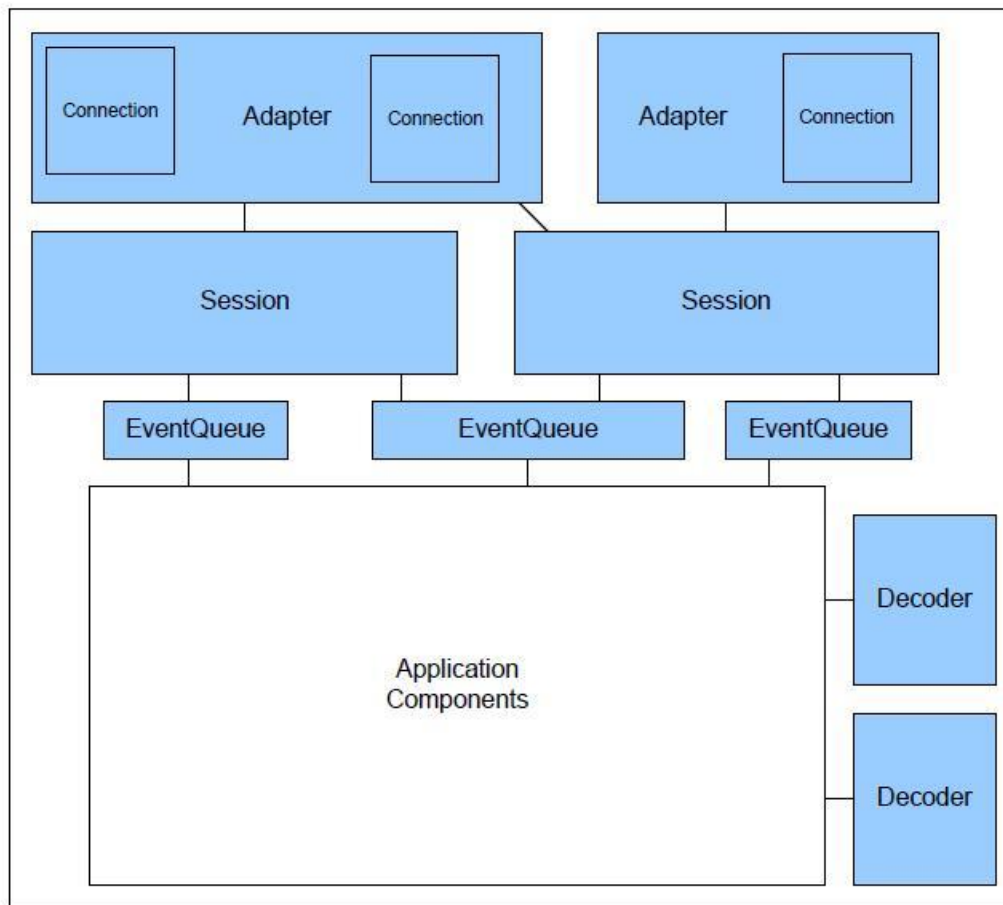 Connection
Adapter
Connection
Adapter
Connection
Session
Session
EventQueue
EventQueue
EventQueue
Decoder
Application
Components
Decoder